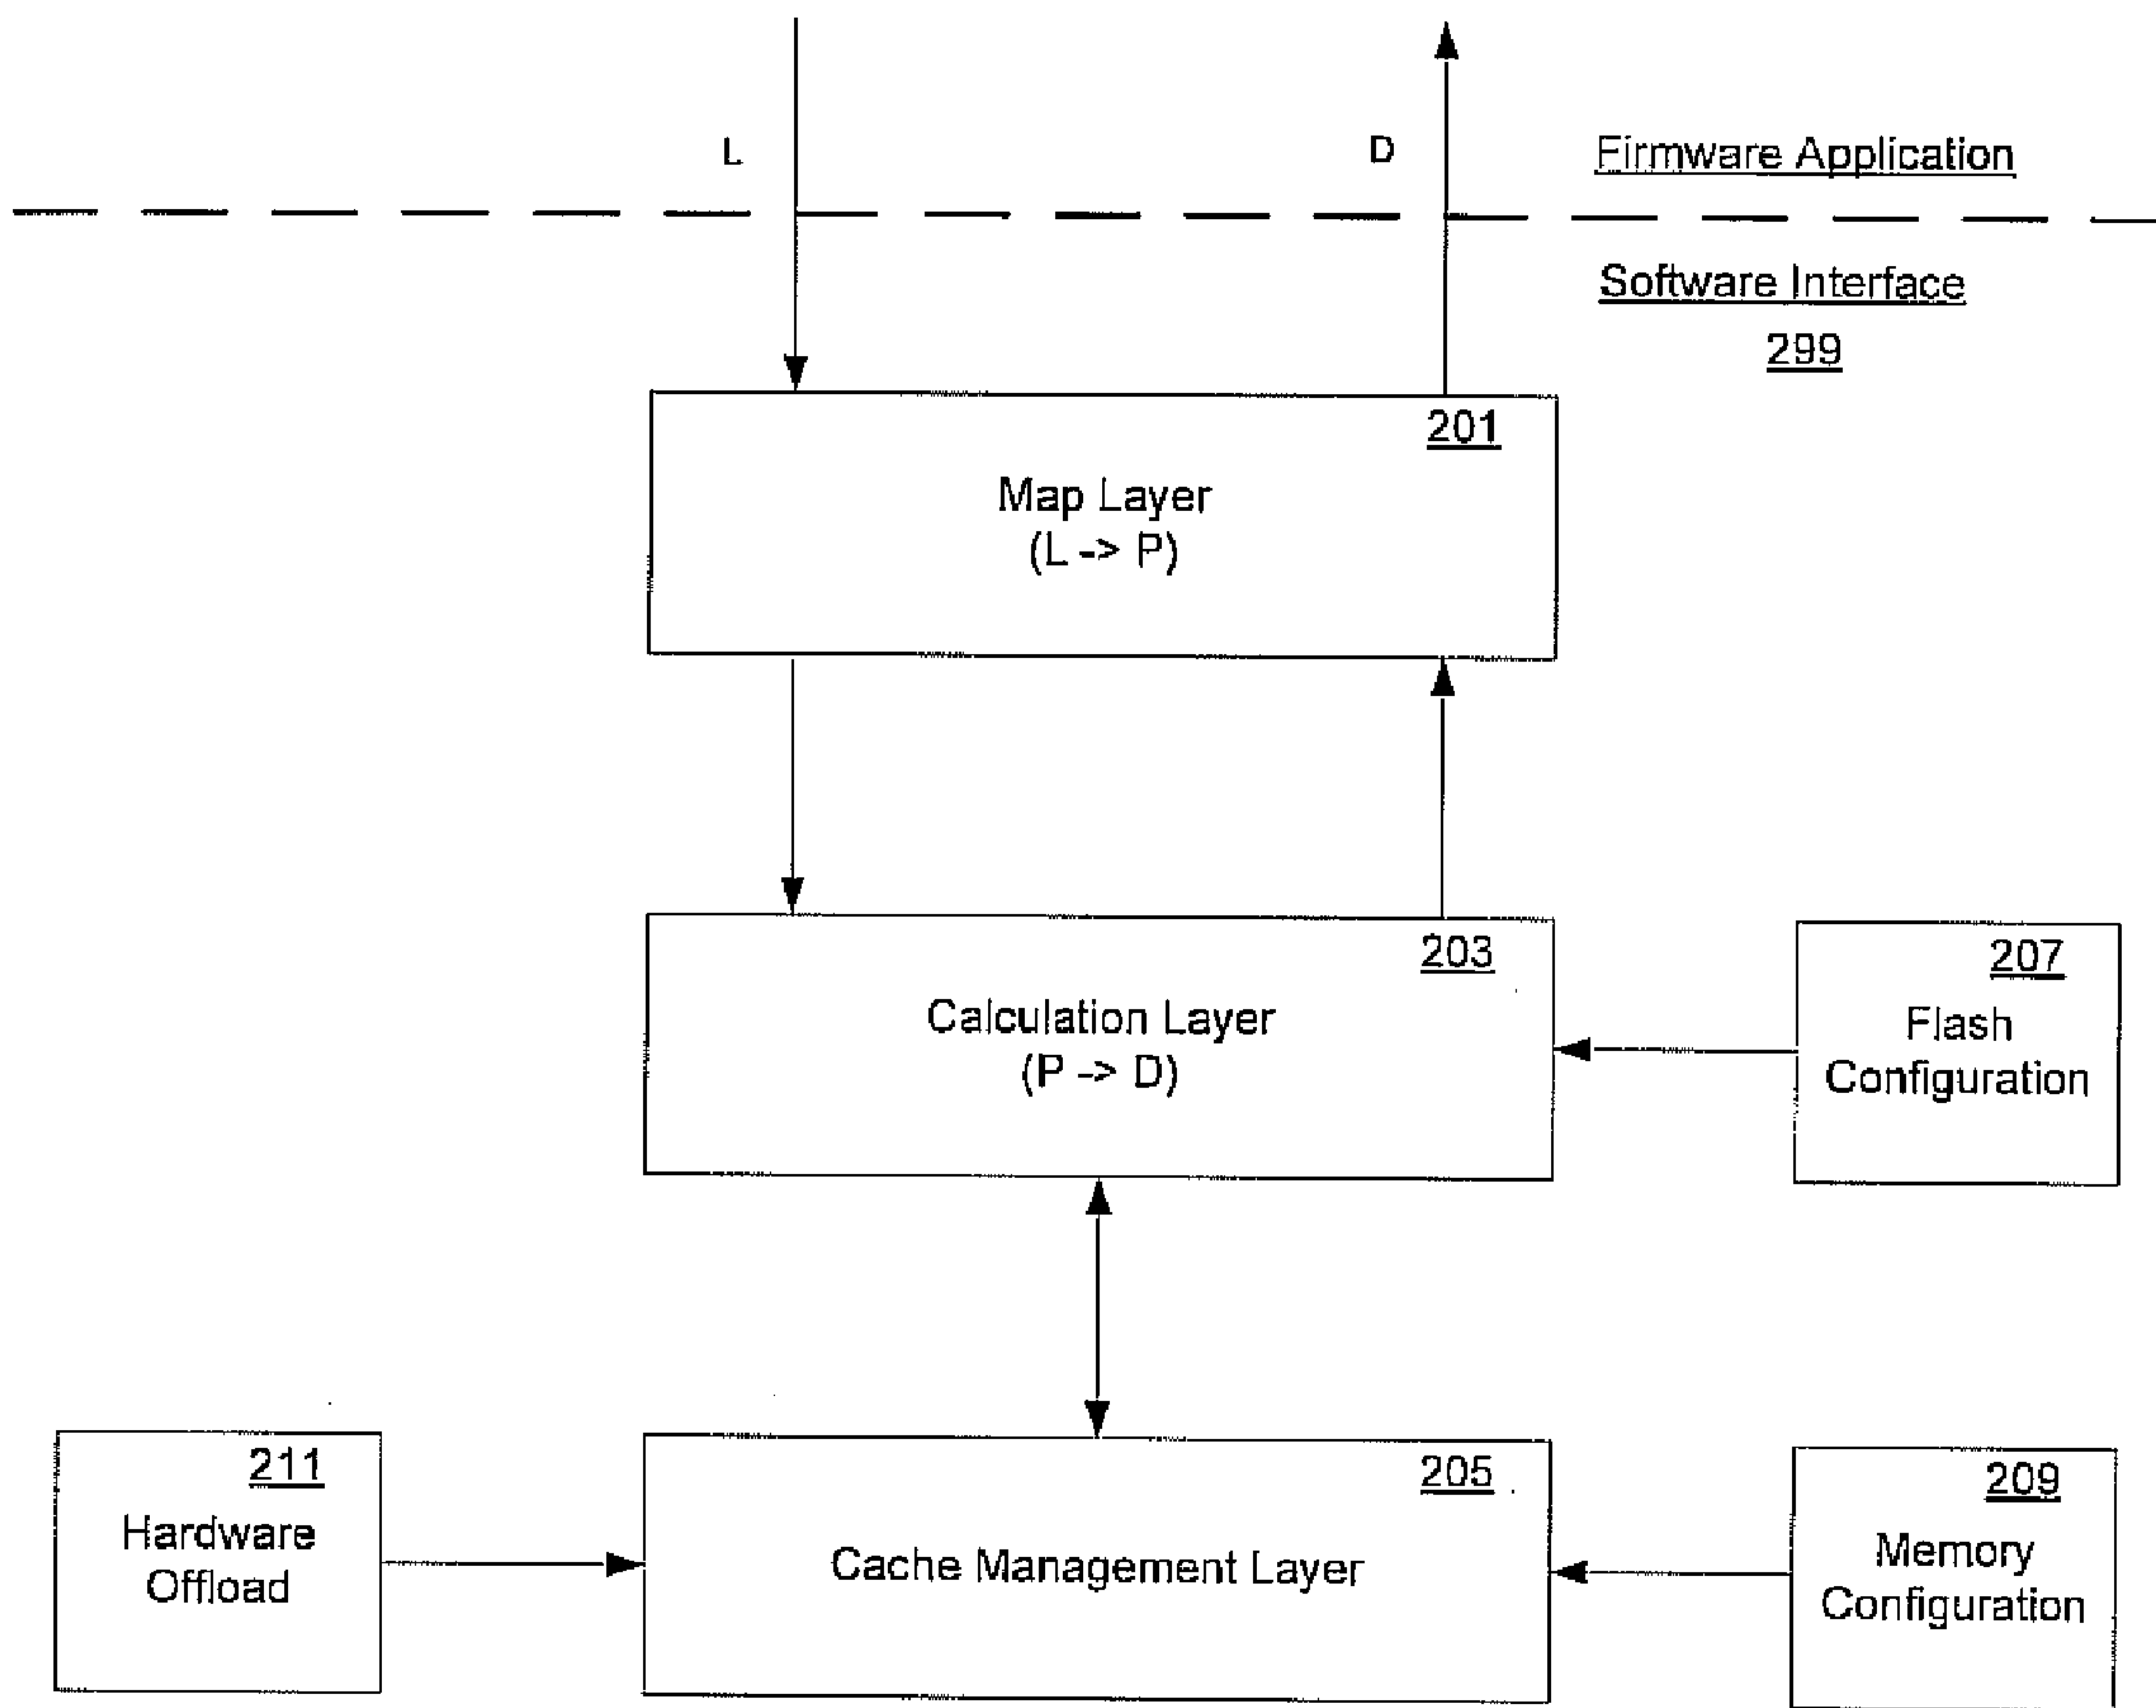 L
D
Firmware Application
Software Interface
299
201
Map Layer
(L -> P)
203
Calculation Layer
(P -> D)
207
Flash
Configuration
211
Hardware
Offload
205
Cache Management Layer
209
Memory
Configuration